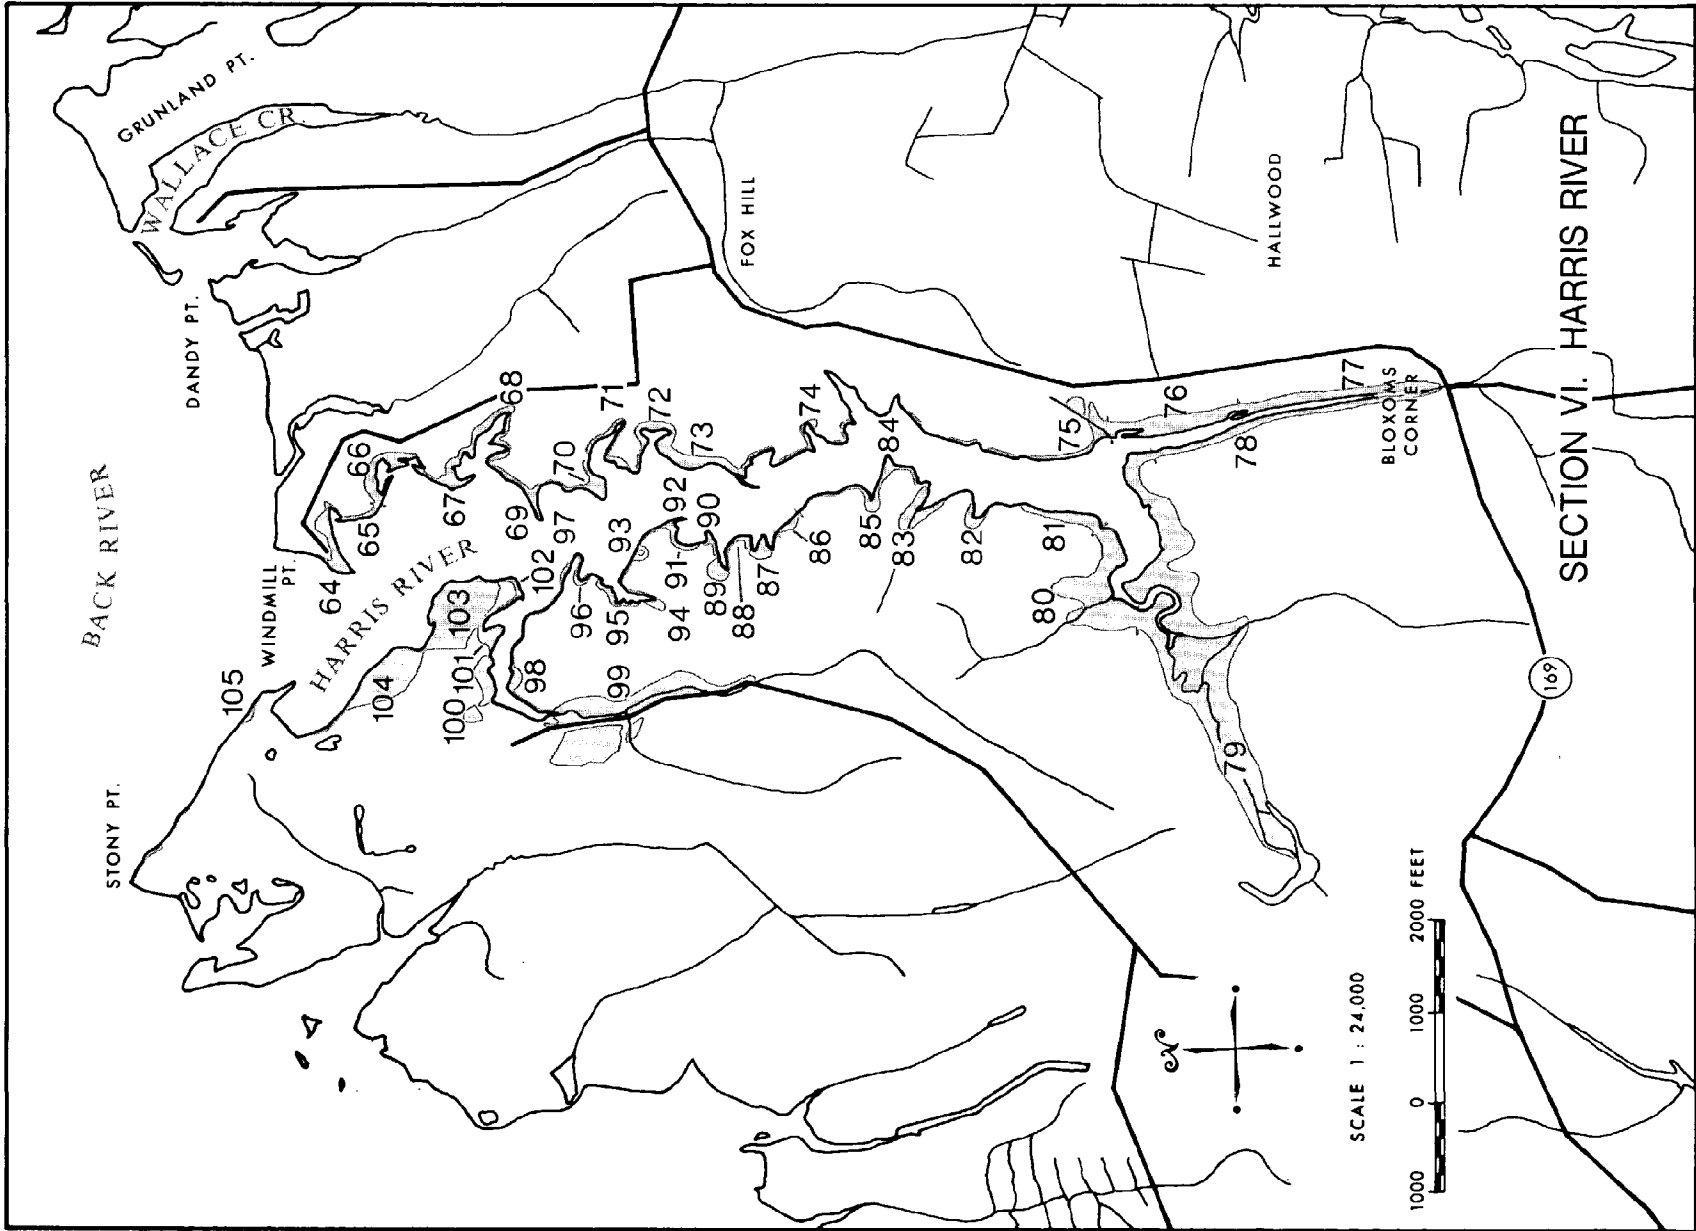 BACK RIVER
GRUNLAND PT.
WALLACE CR.
DANDY PT.
WINDMILL
PT.
HARRIS RIVER
STONY PT.
FOX HILL
HALLWOOD
BLOXOMS
CORNER
64
65
66
67
68
69
70
71
72
73
74
75
76
77
78
79
80
81
82
83
84
85
86
87
88
89
90
91
92
93
94
95
96
97
98
99
100
101
102
103
104
105
169
N
SCALE 1 : 24,000
1000 0 1000 2000 FEET
SECTION VI. HARRIS RIVER